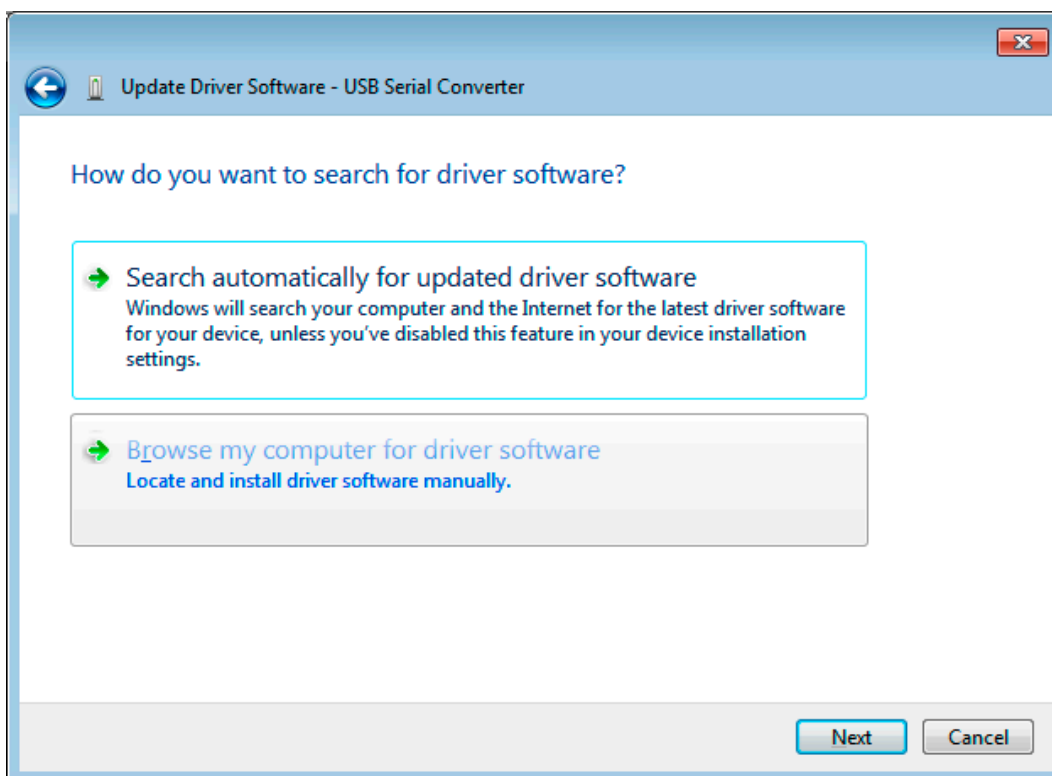 Update Driver Software - USB Serial Converter
How do you want to search for driver software?
Search automatically for updated driver software
Windows will search your computer and the Internet for the latest driver software
for your device, unless you've disabled this feature in your device installation
settings.
Browse my computer for driver software
Locate and install driver software manually.
Next
Cancel